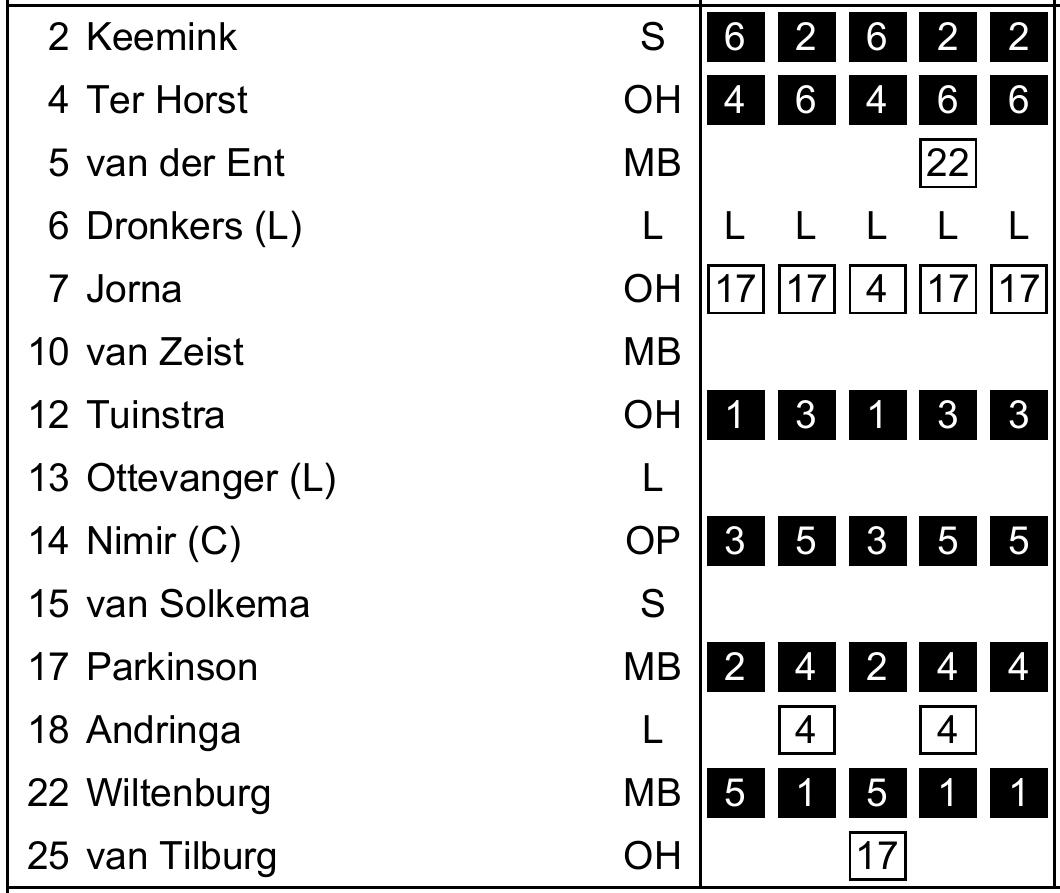 2 Keemink S 6 2 6 2 2
4 Ter Horst OH 4 6 4 6 6
5 van der Ent MB 22
6 Dronkers (L) L L L L L L
7 Jorna OH 17 17 4 17 17
10 van Zeist MB
12 Tuinstra OH 1 3 1 3 3
13 Ottevanger (L) L
14 Nimir (C) OP 3 5 3 5 5
15 van Solkema S
17 Parkinson MB 2 4 2 4 4
18 Andringa L 4 4
22 Wiltenburg MB 5 1 5 1 1
25 van Tilburg OH 17